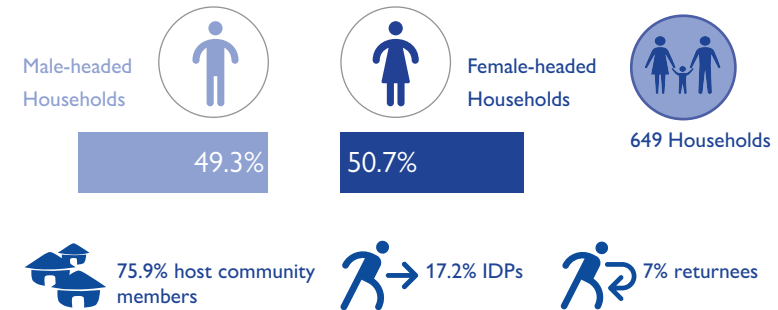 Male-headed
Households
Female-headed
Households
649 Households
49.3%
50.7%
75.9% host community
members
17.2% IDPs
7% returnees